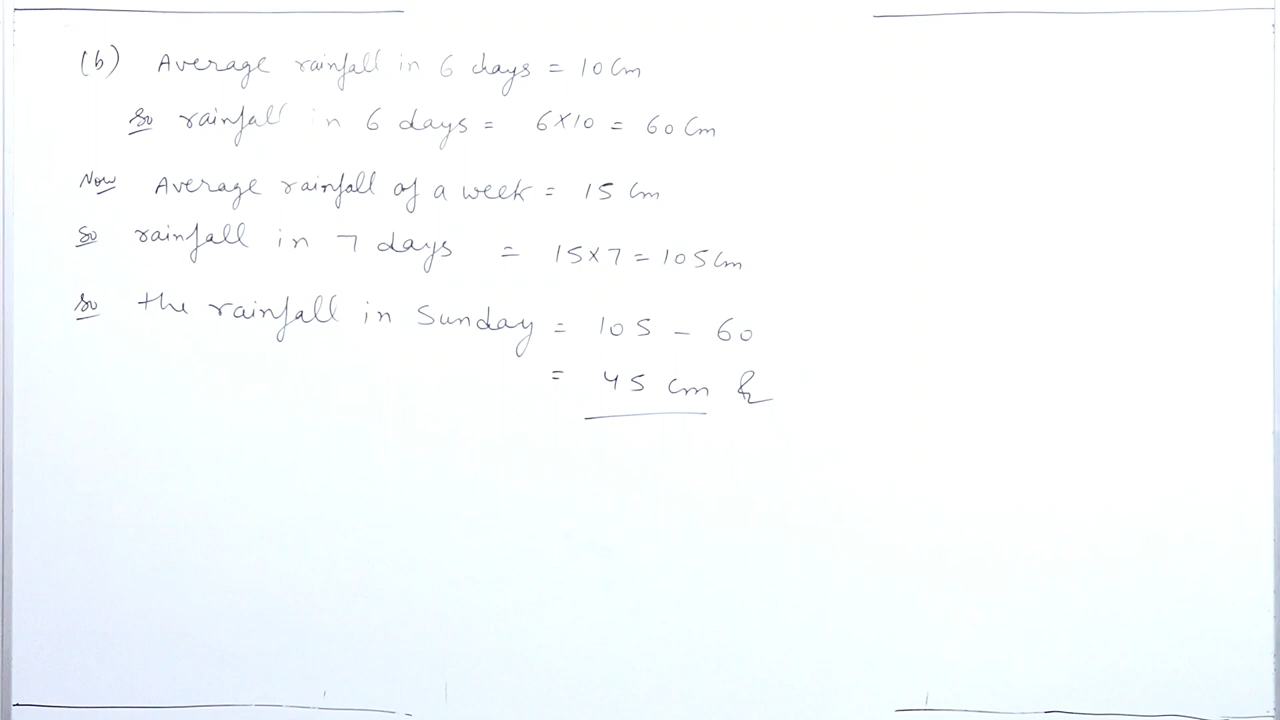 (b) Average rainfall in 6 days = 10 Cm
So rainfall in 6 days = 6×10 = 60 Cm
Now Average rainfall of a week = 15 Cm
So rainfall in 7 days = 15×7 = 105 Cm
So the rainfall in Sunday = 105 - 60
= 45 cm